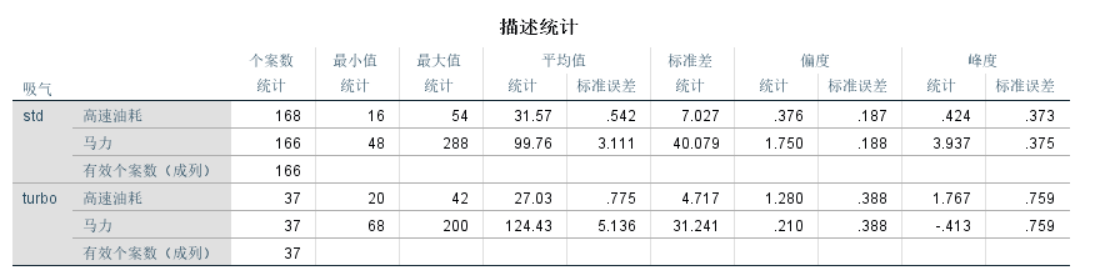 描述统计
个案数 最小值 最大值 平均值 标准差 偏度 峰度
吸气 统计 统计 统计 统计 标准误差 统计 统计 标准误差 统计 标准误差
std 高速油耗 168 16 54 31.57 .542 7.027 .376 .187 .424 .373
马力 166 48 288 99.76 3.111 40.079 1.750 .188 3.937 .375
有效个案数（成列） 166
turbo 高速油耗 37 20 42 27.03 .775 4.717 1.280 .388 1.767 .759
马力 37 68 200 124.43 5.136 31.241 .210 .388 -.413 .759
有效个案数（成列） 37